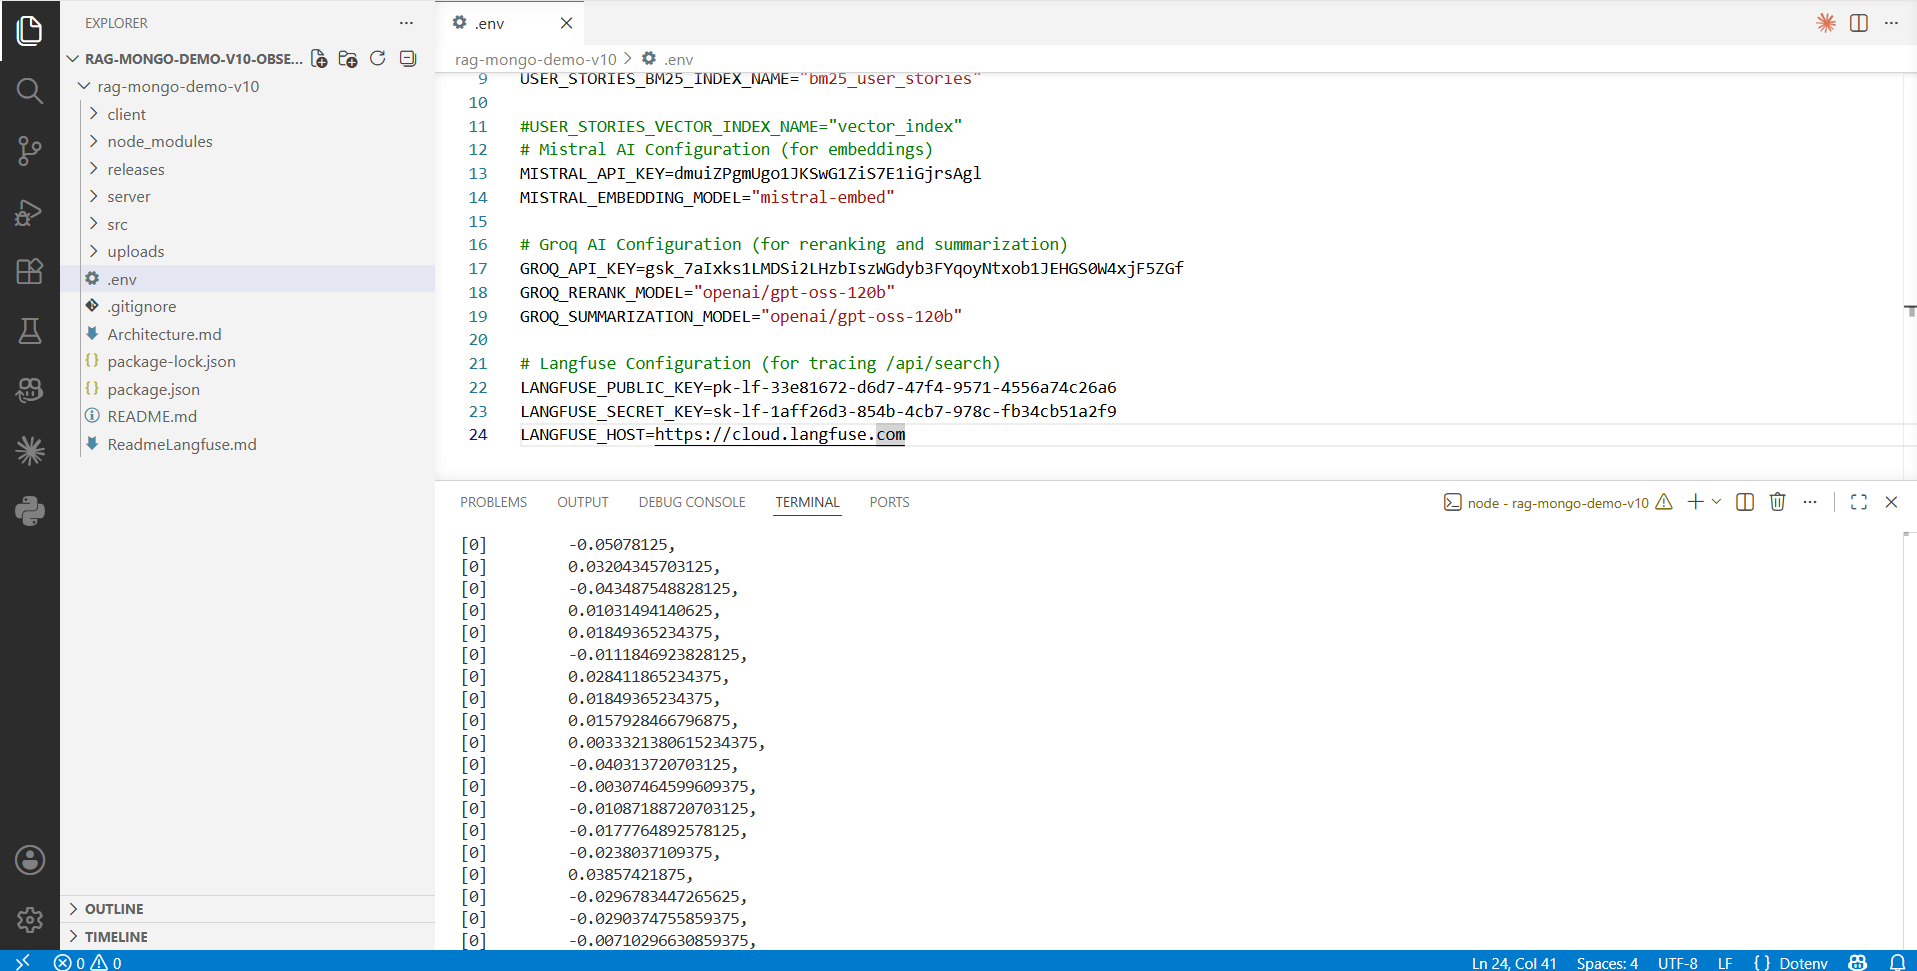 EXPLORER
RAG-MONGO-DEMO-V10-OBSE...
rag-mongo-demo-v10
client
node_modules
releases
server
src
uploads
.env
.gitignore
Architecture.md
package-lock.json
package.json
README.md
ReadmeLangfuse.md
OUTLINE
TIMELINE
.env
rag-mongo-demo-v10 > .env
9 USER_STORIES_BM25_INDEX_NAME="bm25_user_stories"
10
11 #USER_STORIES_VECTOR_INDEX_NAME="vector_index"
12 # Mistral AI Configuration (for embeddings)
13 MISTRAL_API_KEY=dmuiZPgmUgo1JKSwG1ZiS7E1iGjrsAgl
14 MISTRAL_EMBEDDING_MODEL="mistral-embed"
15
16 # Groq AI Configuration (for reranking and summarization)
17 GROQ_API_KEY=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
18 GROQ_RERANK_MODEL="openai/gpt-oss-120b"
19 GROQ_SUMMARIZATION_MODEL="openai/gpt-oss-120b"
20
21 # Langfuse Configuration (for tracing /api/search)
22 LANGFUSE_PUBLIC_KEY=pk-lf-33e81672-d6d7-47f4-9571-4556a74c26a6
23 LANGFUSE_SECRET_KEY=sk-lf-1aff26d3-854b-4cb7-978c-fb34cb51a2f9
24 LANGFUSE_HOST=https://cloud.langfuse.com
PROBLEMS OUTPUT DEBUG CONSOLE TERMINAL PORTS
node - rag-mongo-demo-v10
[0] -0.05078125,
[0] 0.03204345703125,
[0] -0.043487548828125,
[0] 0.01031494140625,
[0] 0.01849365234375,
[0] -0.0111846923828125,
[0] 0.028411865234375,
[0] 0.01849365234375,
[0] 0.0157928466796875,
[0] 0.0033321380615234375,
[0] -0.040313720703125,
[0] -0.00307464599609375,
[0] -0.01087188720703125,
[0] -0.0177764892578125,
[0] -0.0238037109375,
[0] 0.03857421875,
[0] -0.0296783447265625,
[0] -0.0290374755859375,
[0] -0.00710296630859375,
0 0
Ln 24, Col 41 Spaces: 4 UTF-8 LF { } Dotenv